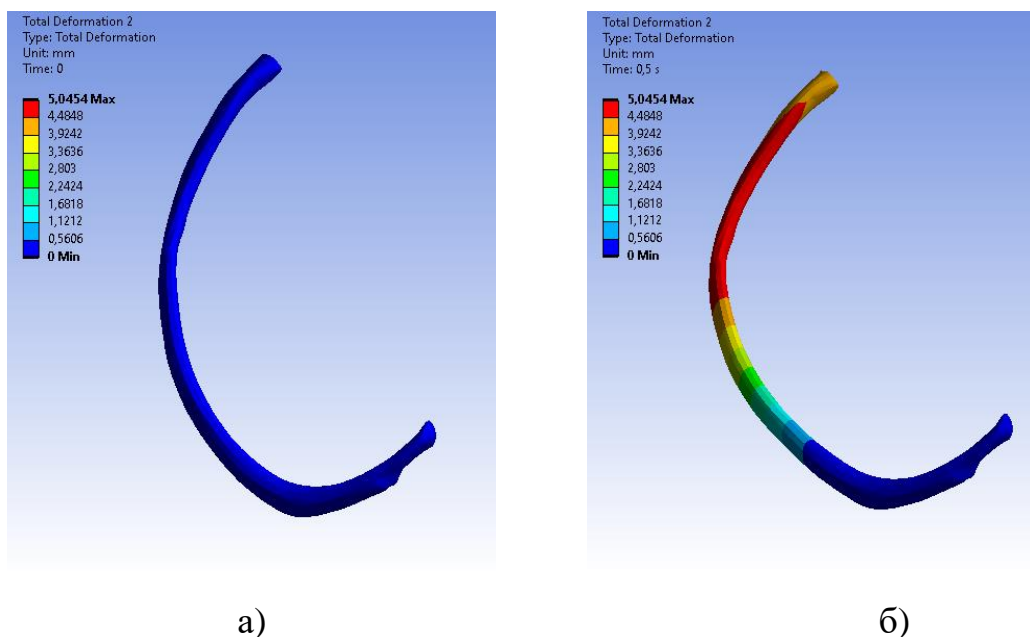 Total Deformation 2
Type: Total Deformation
Unit: mm
Time: 0
5,0454 Max
4,4848
3,9242
3,3636
2,803
2,2424
1,6818
1,1212
0,5606
0 Min
а)
Total Deformation 2
Type: Total Deformation
Unit: mm
Time: 0,5 s
5,0454 Max
4,4848
3,9242
3,3636
2,803
2,2424
1,6818
1,1212
0,5606
0 Min
б)